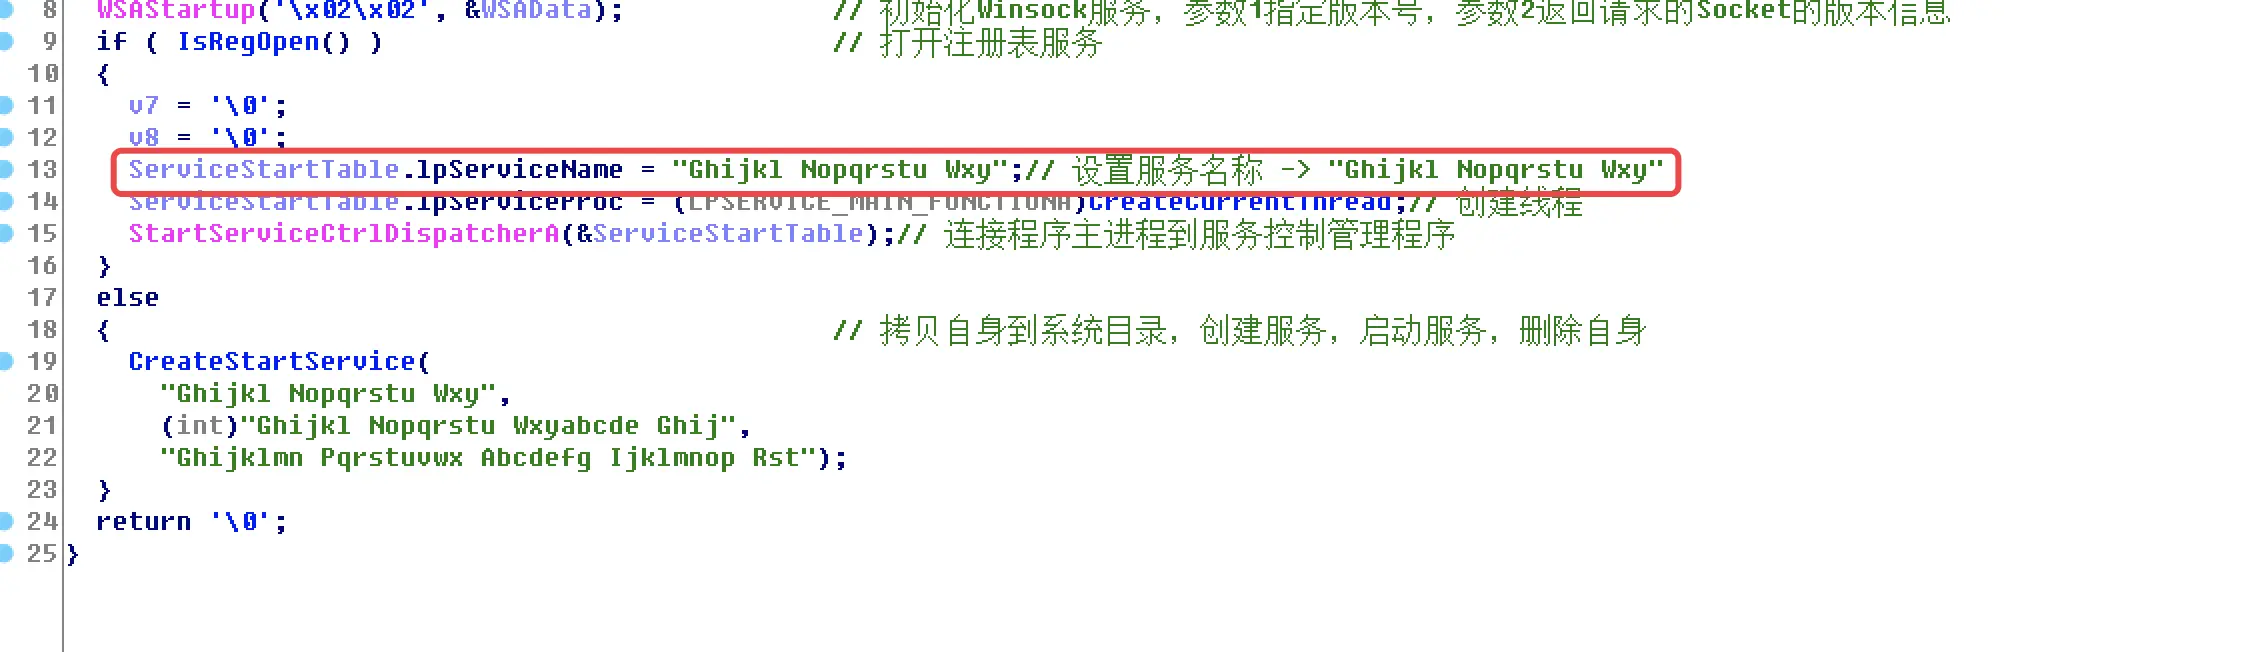 8 WSAStartup('\x02\x02', &WSAData); // 初始化Winsock服务，参数1指定版本号，参数2返回请求的Socket的版本信息
9 if ( IsRegOpen() ) // 打开注册表服务
10 {
11 v7 = '\0';
12 v8 = '\0';
13 ServiceStartTable.lpServiceName = "Ghijkl Nopqrstu Wxy";// 设置服务名称 -> "Ghijkl Nopqrstu Wxy"
14 ServiceStartTable.lpServiceProc = (LPSERVICE_MAIN_FUNCTIONA)CreateCurrentThread;// 创建线程
15 StartServiceCtrlDispatcherA(&ServiceStartTable);// 连接程序主进程到服务控制管理程序
16 }
17 else
18 { // 拷贝自身到系统目录，创建服务，启动服务，删除自身
19 CreateStartService(
20 "Ghijkl Nopqrstu Wxy",
21 (int)"Ghijkl Nopqrstu Wxyabcde Ghij",
22 "Ghijklmn Pqrstuvwx Abcdefg Ijklmnop Rst");
23 }
24 return '\0';
25 }